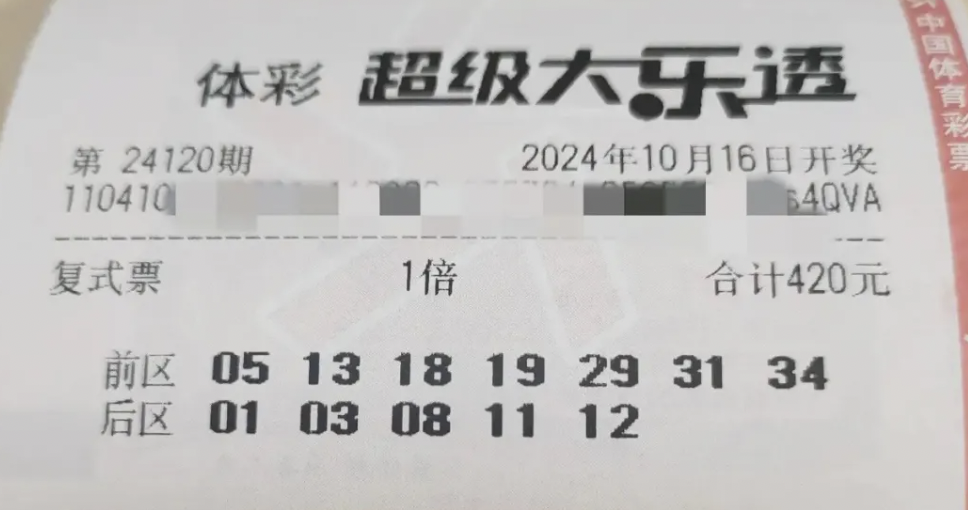 体彩 超级大乐透
第 24120期 2024年10月16日开奖
110410 s4QVA
复式票 1倍 合计420元
前区 05 13 18 19 29 31 34
后区 01 03 08 11 12
中国体育彩票